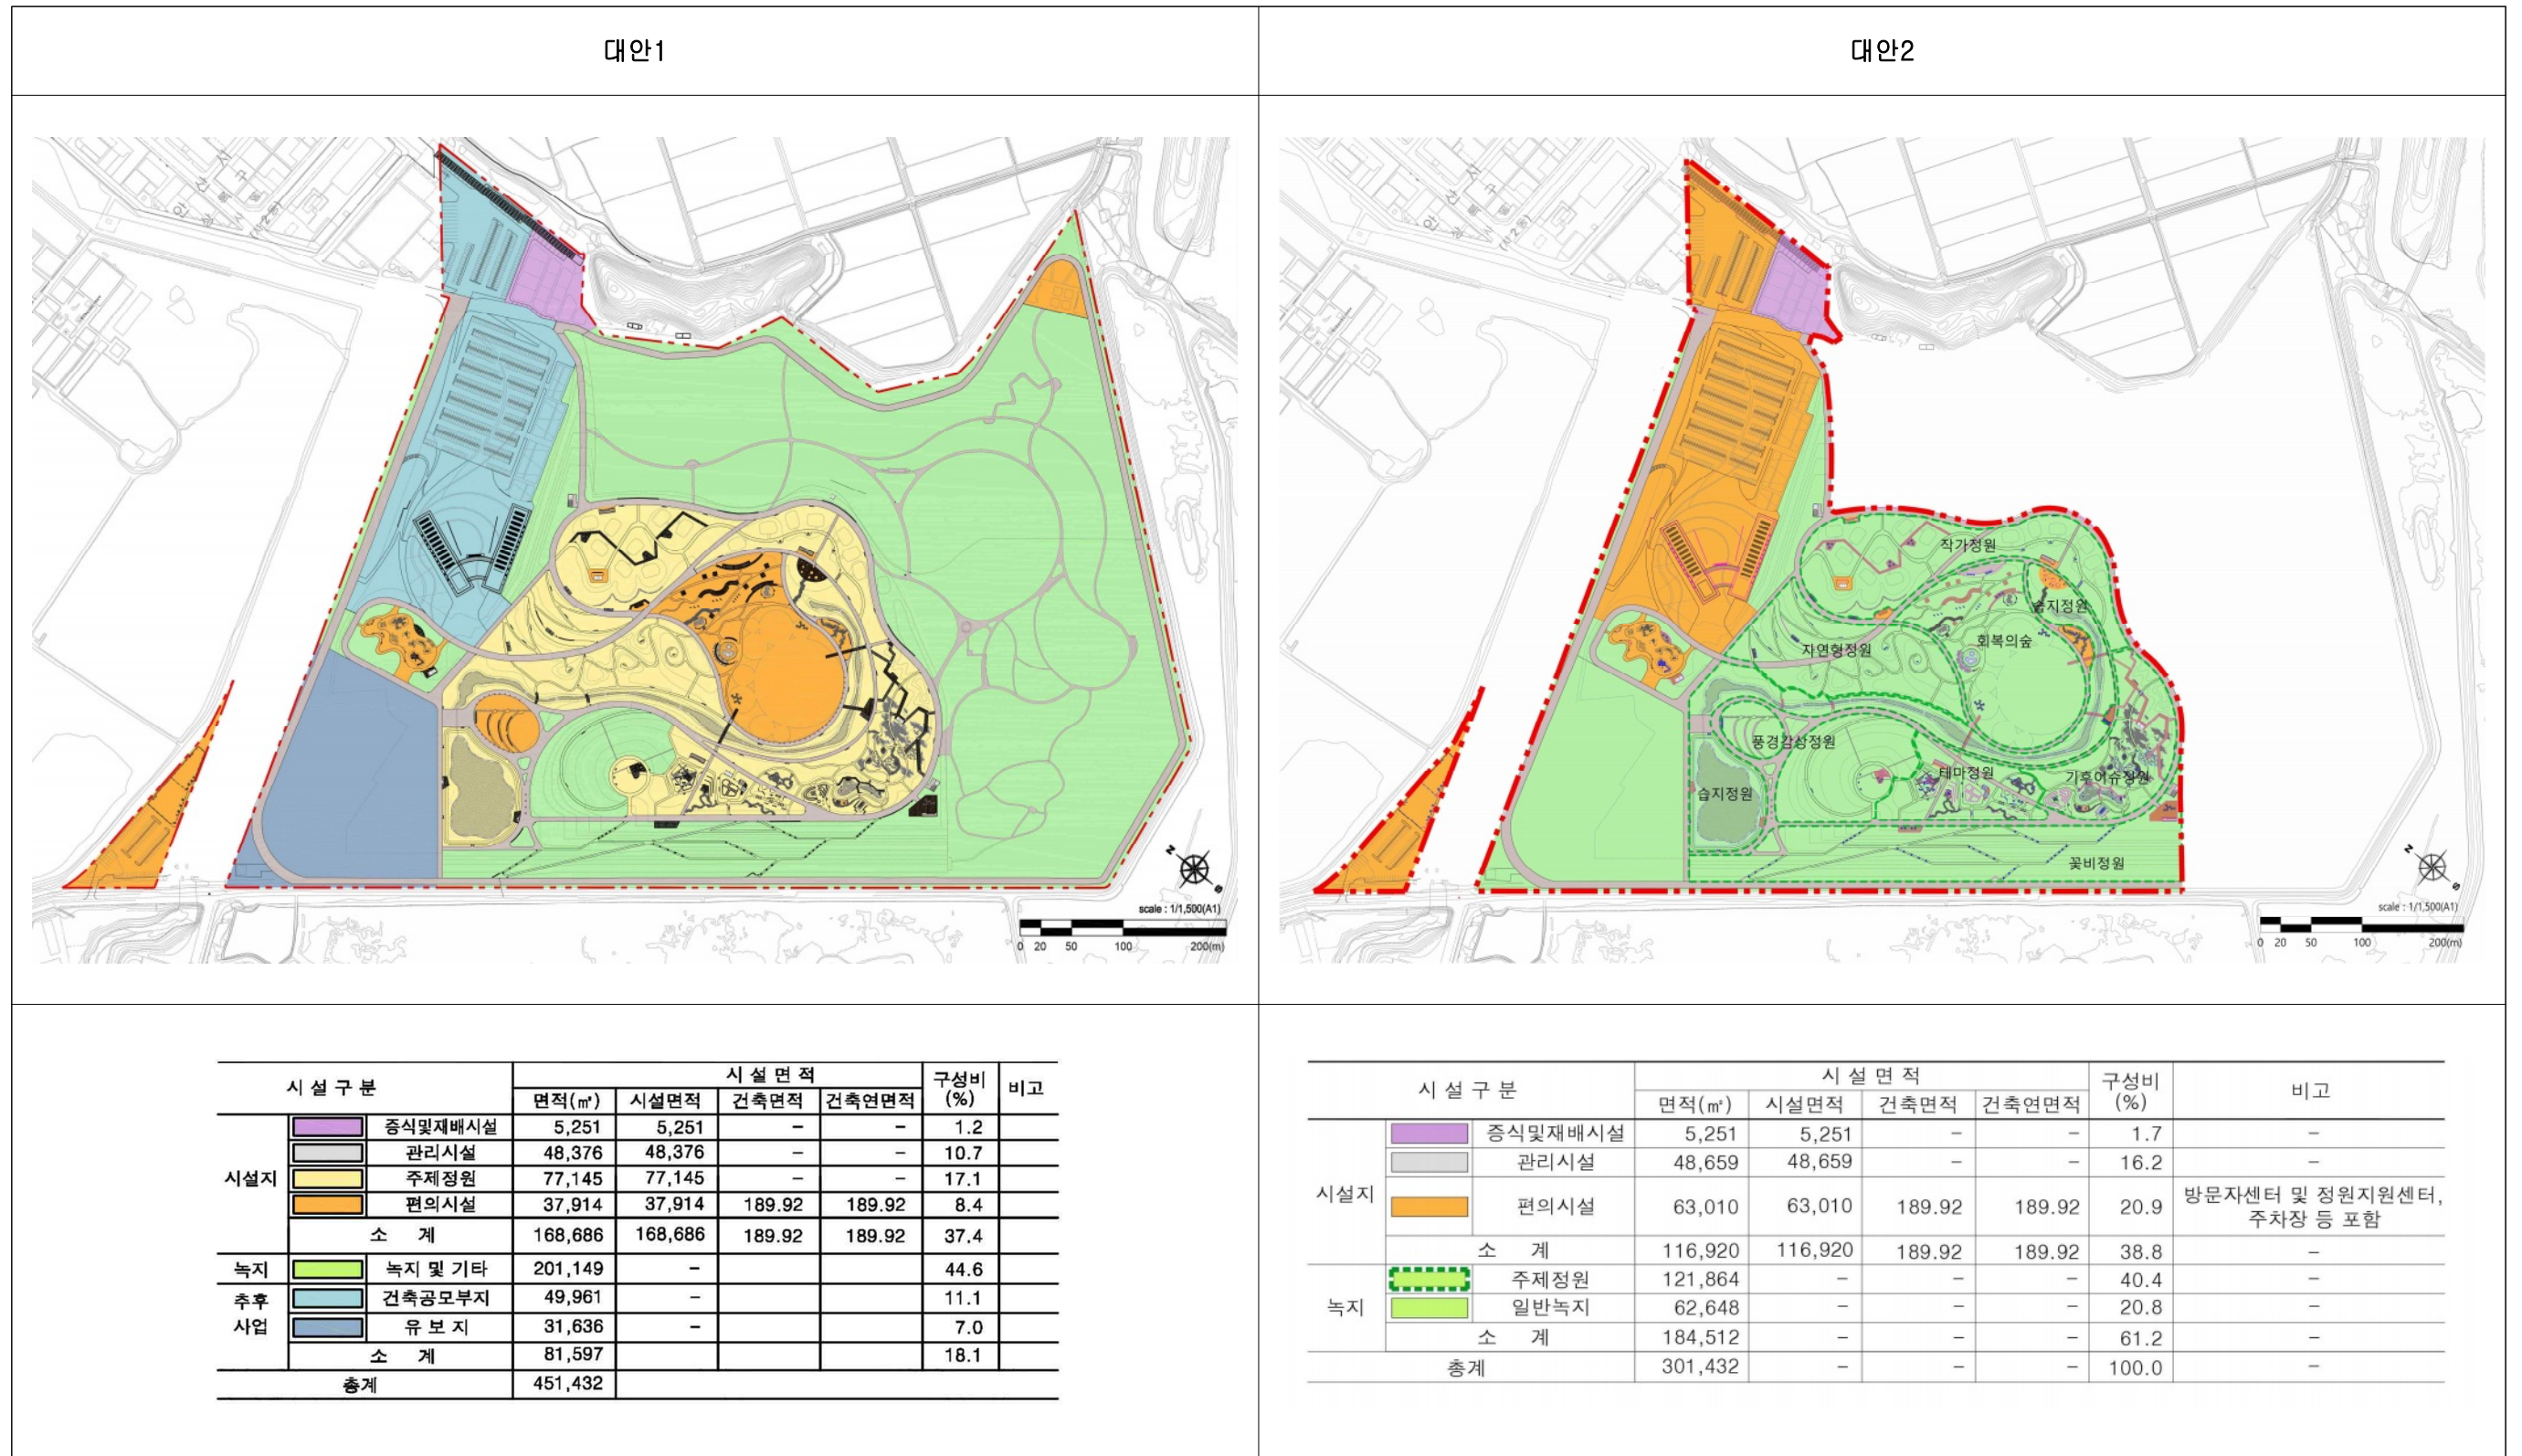 대안1
대안2
scale : 1/1,500(A1)
0 20 50 100 200(m)
작가정원
습지정원
회복의숲
자연형정원
풍경감상정원
테마정원
기후이슈정원
습지정원
꽃비정원
scale : 1/1,500(A1)
0 20 50 100 200(m)
시 설 구 분 시 설 면 적 구성비 (%) 비고
면적(㎡) 시설면적 건축면적 건축연면적
시설지 증식및재배시설 5,251 5,251 – – 1.2
관리시설 48,376 48,376 – – 10.7
주제정원 77,145 77,145 – – 17.1
편의시설 37,914 37,914 189.92 189.92 8.4
소 계 168,686 168,686 189.92 189.92 37.4
녹지 녹지 및 기타 201,149 – 44.6
추후 사업 건축공모부지 49,961 – 11.1
유 보 지 31,636 – 7.0
소 계 81,597 18.1
총계 451,432
시 설 구 분 시 설 면 적 구성비 (%) 비고
면적(㎡) 시설면적 건축면적 건축연면적
시설지 증식및재배시설 5,251 5,251 – – 1.7 –
관리시설 48,659 48,659 – – 16.2 –
편의시설 63,010 63,010 189.92 189.92 20.9 방문자센터 및 정원지원센터, 주차장 등 포함
소 계 116,920 116,920 189.92 189.92 38.8 –
녹지 주제정원 121,864 – – – 40.4 –
일반녹지 62,648 – – – 20.8 –
소 계 184,512 – – – 61.2 –
총계 301,432 – – – 100.0 –